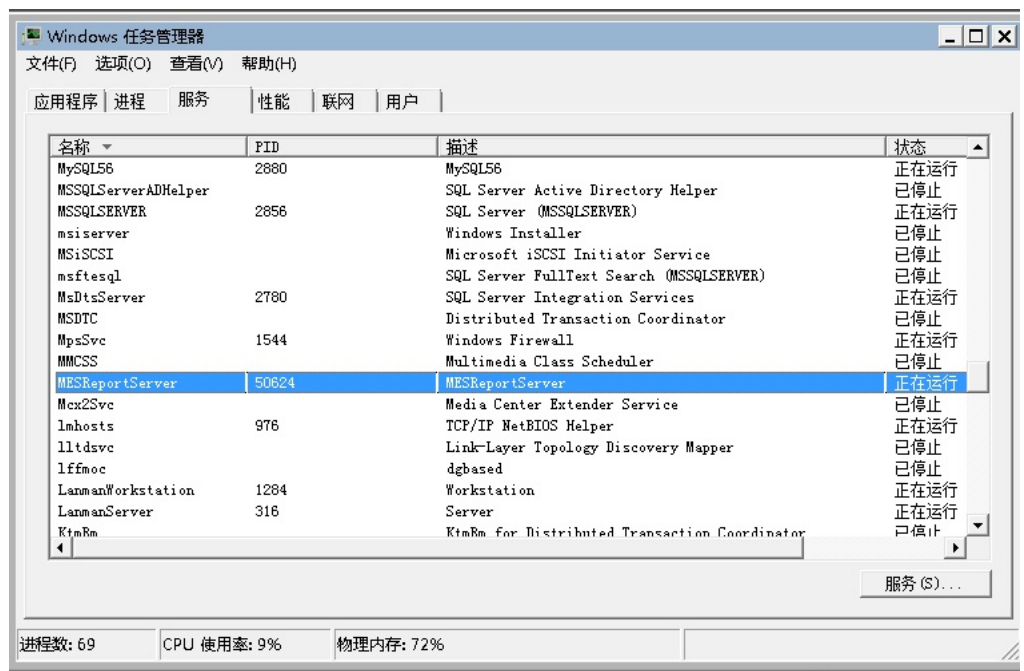 Windows 任务管理器
文件(F) 选项(O) 查看(V) 帮助(H)
应用程序 进程 服务 性能 联网 用户
名称 PID 描述 状态
MySQL56 2880 MySQL56 正在运行
MSSQLServerADHelper SQL Server Active Directory Helper 已停止
MSSQLSERVER 2856 SQL Server (MSSQLSERVER) 正在运行
msiserver Windows Installer 已停止
MSiSCSI Microsoft iSCSI Initiator Service 已停止
msftesql SQL Server FullText Search (MSSQLSERVER) 已停止
MsDtsServer 2780 SQL Server Integration Services 正在运行
MSDTC Distributed Transaction Coordinator 已停止
MpsSvc 1544 Windows Firewall 正在运行
MMCSS Multimedia Class Scheduler 已停止
MESReportServer 50624 MESReportServer 正在运行
Mcx2Svc Media Center Extender Service 已停止
lmhosts 976 TCP/IP NetBIOS Helper 正在运行
lltdsvc Link-Layer Topology Discovery Mapper 已停止
lffmoc dgbased 已停止
LanmanWorkstation 1284 Workstation 正在运行
LanmanServer 316 Server 正在运行
KtmRm KtmRm for Distributed Transaction Coordinator 已停止
服务(S)...
进程数: 69 CPU 使用率: 9% 物理内存: 72%